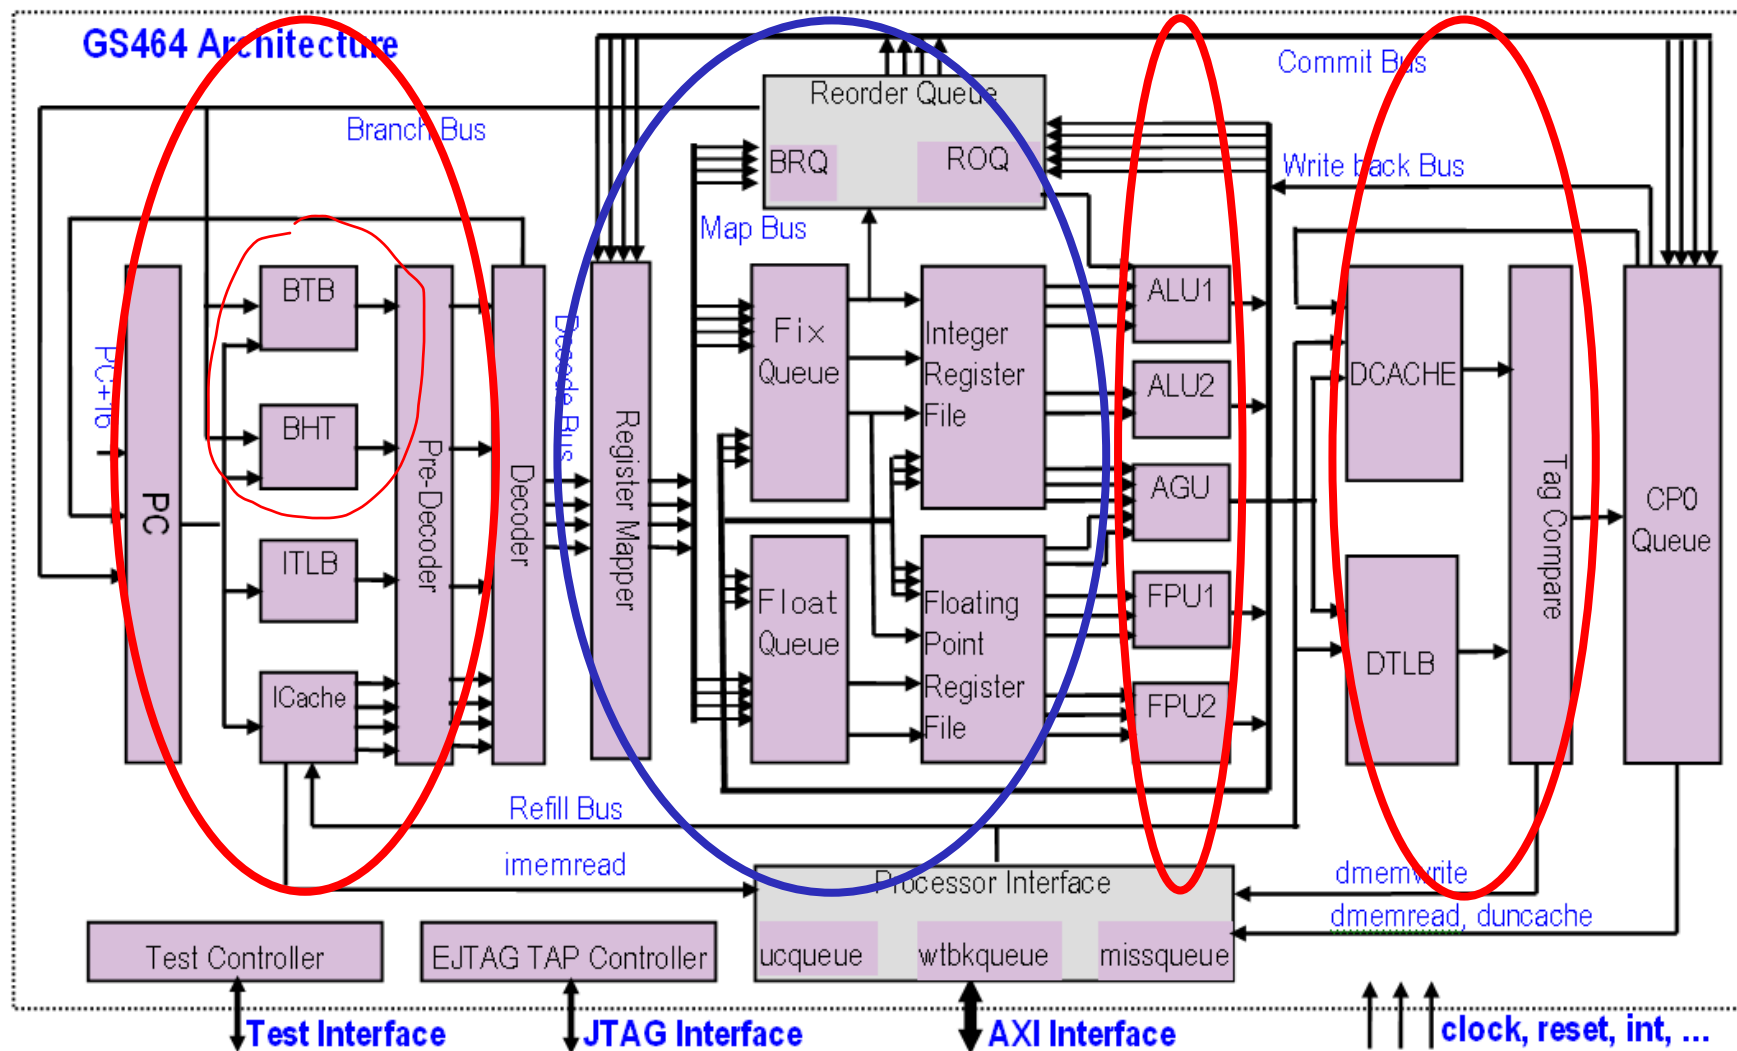 GS464 Architecture
Commit Bus
Reorder Queue
Branch Bus
BRQ
ROQ
Write back Bus
Map Bus
BTB
ALU1
Fix
Queue
Integer
Register
File
Decode Bus
PC+16
DCACHE
ALU2
BHT
Pre-Decoder
Register Mapper
Tag Compare
AGU
PC
Decoder
CP0
Queue
ITLB
Float
Queue
Floating
Point
Register
File
FPU1
DTLB
ICache
FPU2
Refill Bus
imemread
Processor Interface
dmemwrite
dmemread, duncache
Test Controller
EJTAG TAP Controller
ucqueue
wtbkqueue
missqueue
Test Interface
JTAG Interface
AXI Interface
clock, reset, int, ...